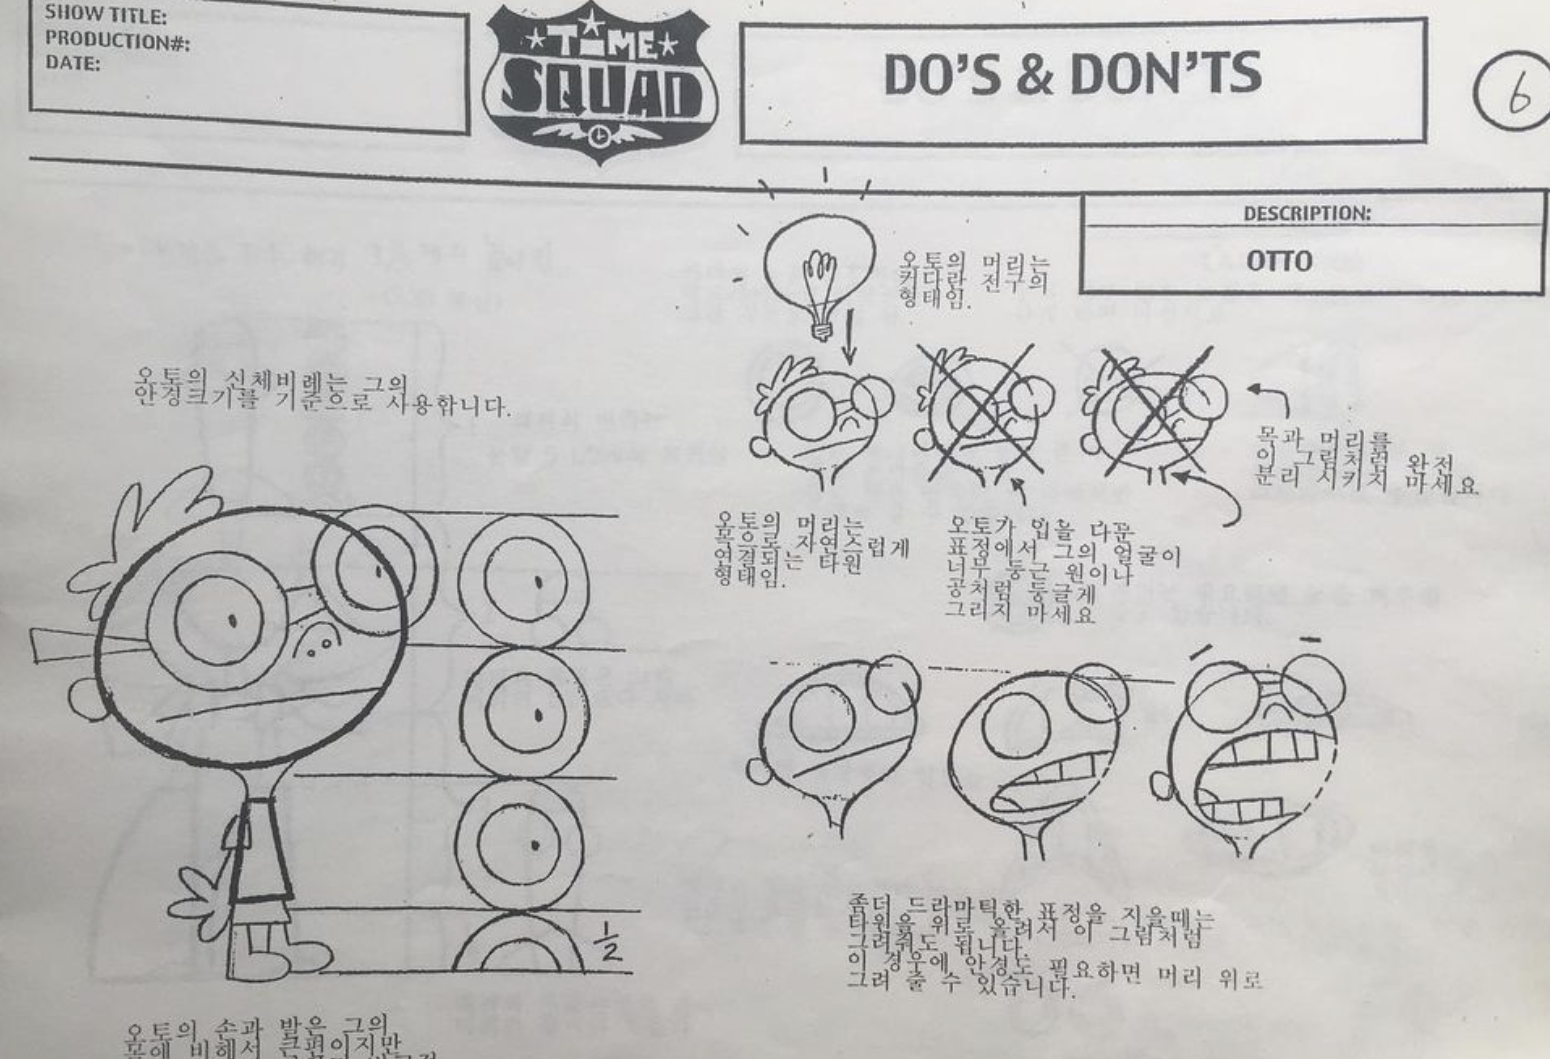 SHOW TITLE:
PRODUCTION#:
DATE:
TIME
SQUAD
DO'S & DON'TS
6
DESCRIPTION:
OTTO
오토의 머리는
커다란 전구의
형태임.
오토의 신체비례는 그의
안경크기를 기준으로 사용합니다.
목과 머리를
이 그림처럼 완전
분리 시키지 마세요
오토의 머리는
목으로 자연스럽게
연결되는 타원
형태임.
오토가 입을 다문
표정에서 그의 얼굴이
너무 둥근 원이나
공처럼 둥글게
그리지 마세요
1/2
좀더 드라마틱한 표정을 지을때는
타원을 위로 올려서 이 그림처럼
그려줘도 됩니다.
이 경우에 안경도 필요하면 머리 위로
그려 줄 수 있습니다.
오토의 손과 발은 그의
몸에 비해서 큰편이지만